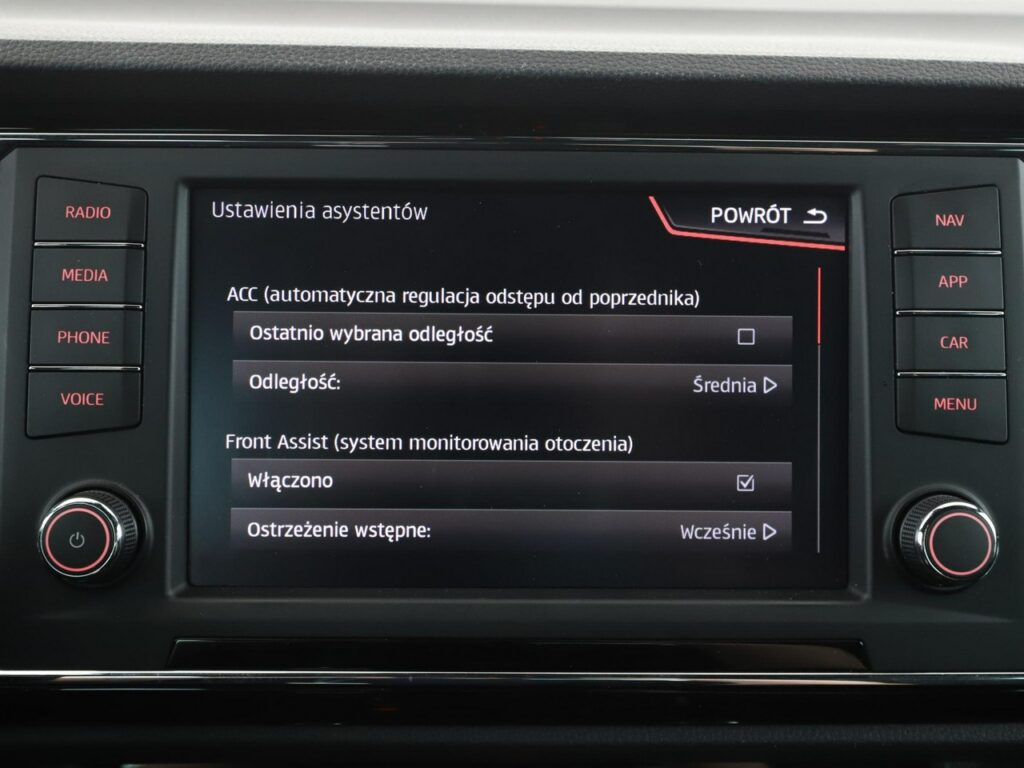 RADIO
MEDIA
PHONE
VOICE
Ustawienia asystentów
POWRÓT
ACC (automatyczna regulacja odstępu od poprzednika)
Ostatnio wybrana odległość
Odległość: Średnia
Front Assist (system monitorowania otoczenia)
Włączono
Ostrzeżenie wstępne: Wcześnie
NAV
APP
CAR
MENU